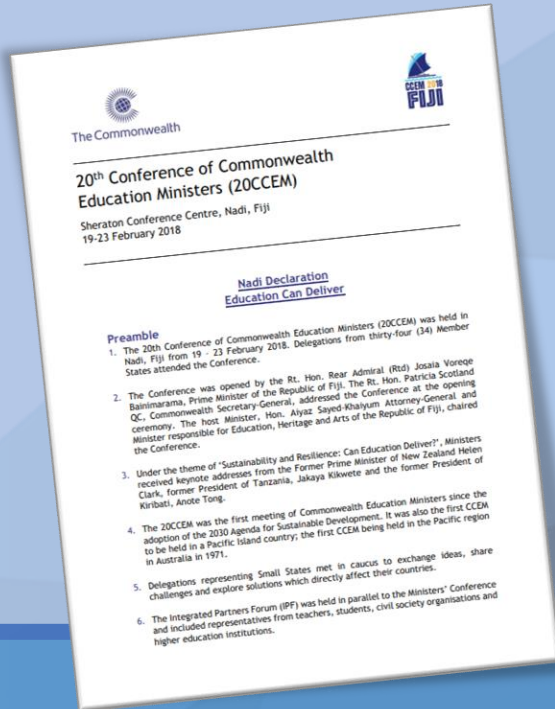 The Commonwealth
CCEM 2018
FIJI
20th Conference of Commonwealth
Education Ministers (20CCEM)
Sheraton Conference Centre, Nadi, Fiji
19-23 February 2018
Nadi Declaration
Education Can Deliver
Preamble
1. The 20th Conference of Commonwealth Education Ministers (20CCEM) was held in
Nadi, Fiji from 19 - 23 February 2018. Delegations from thirty-four (34) Member
States attended the Conference.
2. The Conference was opened by the Rt. Hon. Rear Admiral (Rtd) Josaia Voreqe
Bainimarama, Prime Minister of the Republic of Fiji. The Rt. Hon. Patricia Scotland
QC, Commonwealth Secretary-General, addressed the Conference at the opening
ceremony. The host Minister, Hon. Aiyaz Sayed-Khaiyum Attorney-General and
Minister responsible for Education, Heritage and Arts of the Republic of Fiji, chaired
the Conference.
3. Under the theme of ‘Sustainability and Resilience: Can Education Deliver?’, Ministers
received keynote addresses from the Former Prime Minister of New Zealand Helen
Clark, former President of Tanzania, Jakaya Kikwete and the former President of
Kiribati, Anote Tong.
4. The 20CCEM was the first meeting of Commonwealth Education Ministers since the
adoption of the 2030 Agenda for Sustainable Development. It was also the first CCEM
to be held in a Pacific Island country; the first CCEM being held in the Pacific region
in Australia in 1971.
5. Delegations representing Small States met in caucus to exchange ideas, share
challenges and explore solutions which directly affect their countries.
6. The Integrated Partners Forum (IPF) was held in parallel to the Ministers’ Conference
and included representatives from teachers, students, civil society organisations and
higher education institutions.